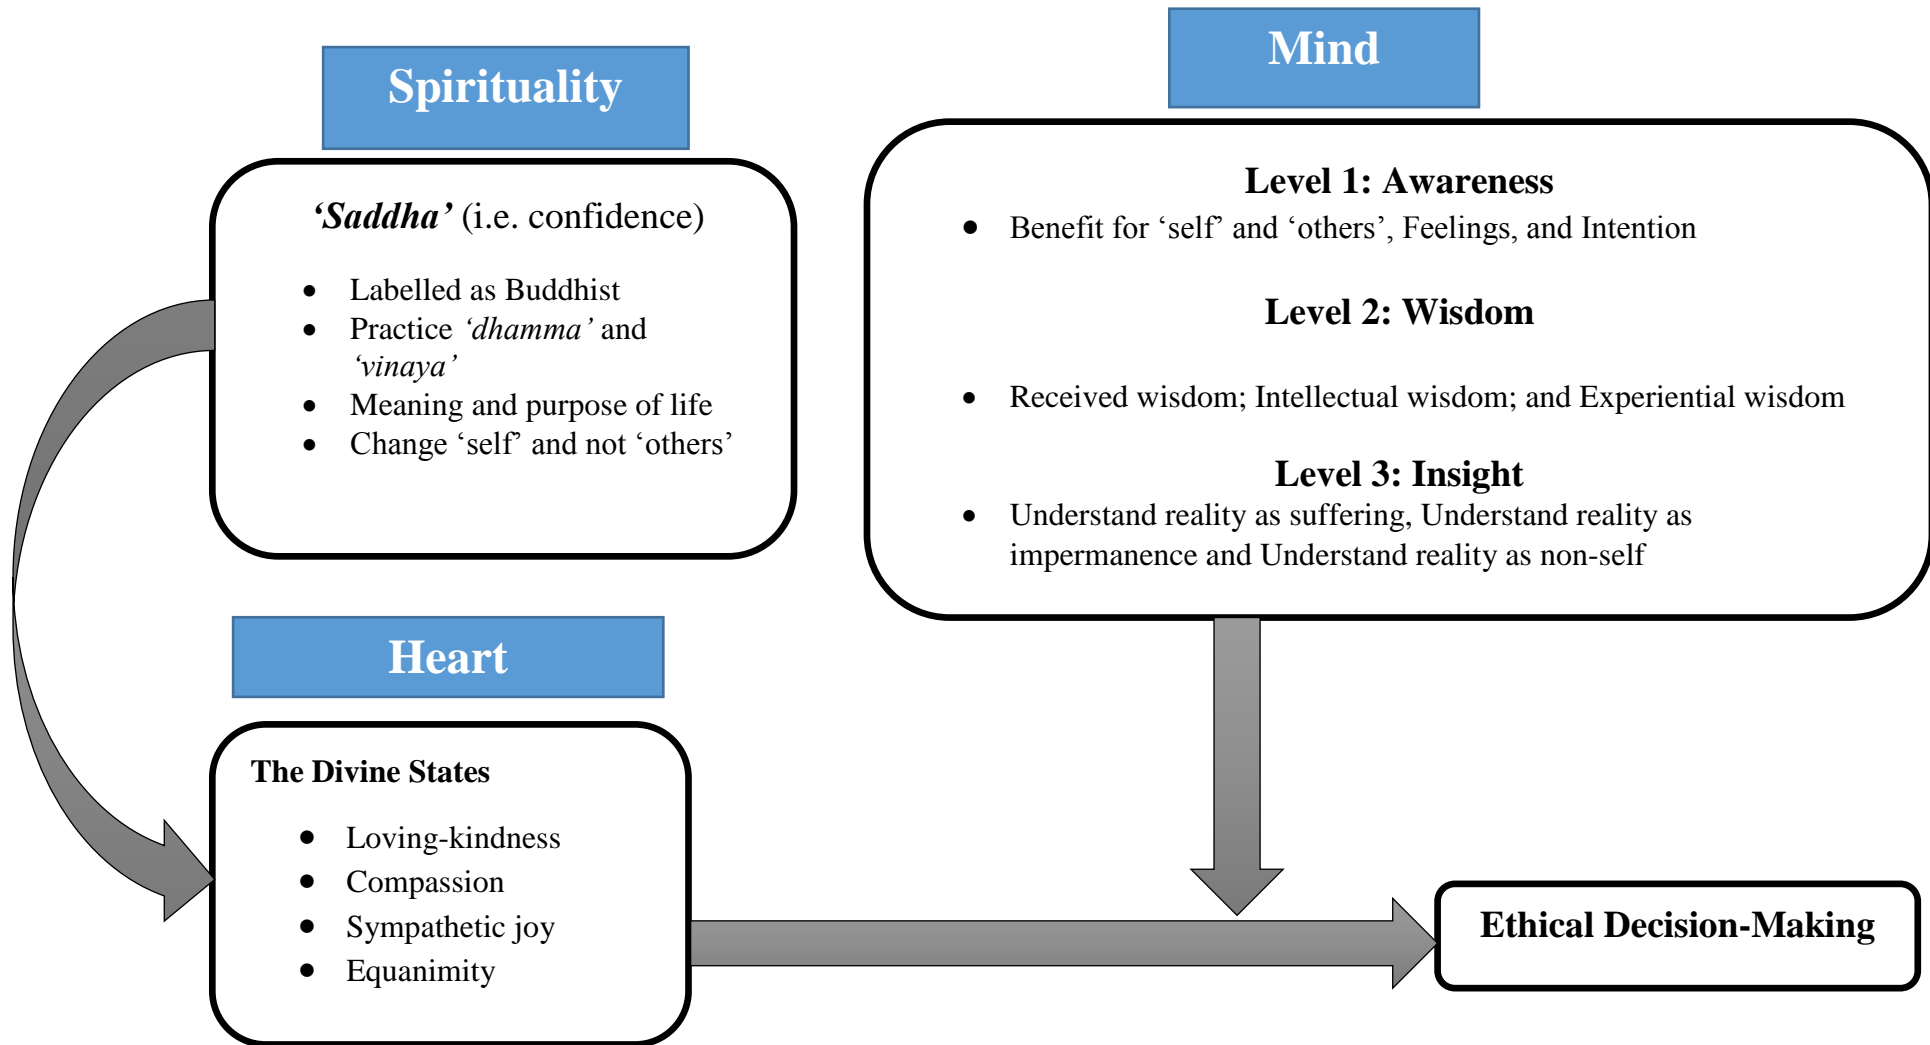 Spirituality
‘Saddha’ (i.e. confidence)
• Labelled as Buddhist
• Practice ‘dhamma’ and
‘vinaya’
• Meaning and purpose of life
• Change ‘self’ and not ‘others’
Mind
Level 1: Awareness
• Benefit for ‘self’ and ‘others’, Feelings, and Intention
Level 2: Wisdom
• Received wisdom; Intellectual wisdom; and Experiential wisdom
Level 3: Insight
• Understand reality as suffering, Understand reality as
impermanence and Understand reality as non-self
Heart
The Divine States
• Loving-kindness
• Compassion
• Sympathetic joy
• Equanimity
Ethical Decision-Making